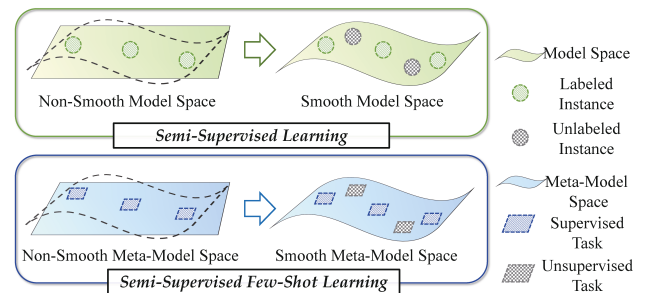 Non-Smooth Model Space
Smooth Model Space
Semi-Supervised Learning
Non-Smooth Meta-Model Space
Smooth Meta-Model Space
Semi-Supervised Few-Shot Learning
Model Space
Labeled
Instance
Unlabeled
Instance
Meta-Model
Space
Supervised
Task
Unsupervised
Task